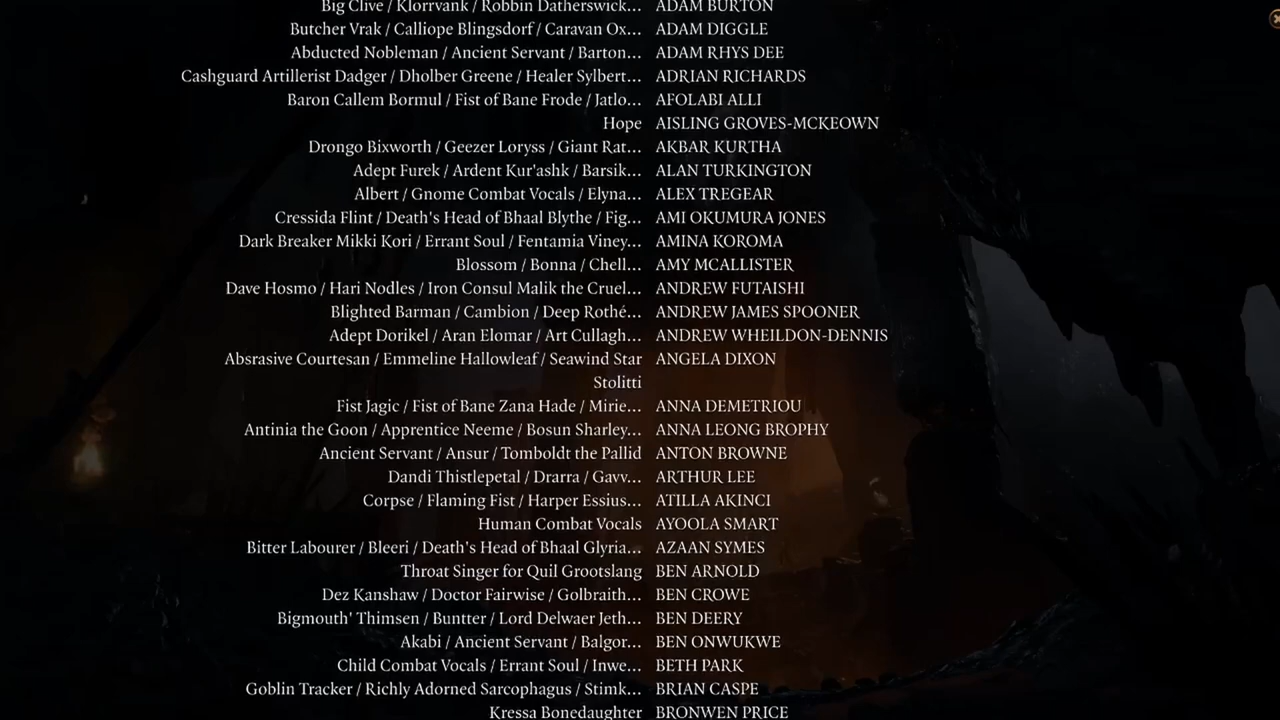 Big Clive / Klorrvank / Robbin Datherswick... ADAM BURTON
Butcher Vrak / Calliope Blingsdorf / Caravan Ox... ADAM DIGGLE
Abducted Nobleman / Ancient Servant / Barton... ADAM RHYS DEE
Cashguard Artillerist Dadger / Dholber Greene / Healer Sylbert... ADRIAN RICHARDS
Baron Callem Bormul / Fist of Bane Frode / Jatlo... AFOLABI ALLI
Hope AISLING GROVES-MCKEOWN
Drongo Bixworth / Geezer Loryss / Giant Rat... AKBAR KURTHA
Adept Furek / Ardent Kur'ashk / Barsik... ALAN TURKINGTON
Albert / Gnome Combat Vocals / Elyna... ALEX TREGEAR
Cressida Flint / Death's Head of Bhaal Blythe / Fig... AMI OKUMURA JONES
Dark Breaker Mikki Kori / Errant Soul / Fentamia Viney... AMINA KOROMA
Blossom / Bonna / Chell... AMY MCALLISTER
Dave Hosmo / Hari Nodles / Iron Consul Malik the Cruel... ANDREW FUTAISHI
Blighted Barman / Cambion / Deep Rothé... ANDREW JAMES SPOONER
Adept Dorikel / Aran Elomar / Art Cullagh... ANDREW WHEILDON-DENNIS
Absrasive Courtesan / Emmeline Hallowleaf / Seawind Star ANGELA DIXON
Stolitti
Fist Jagic / Fist of Bane Zana Hade / Mirie... ANNA DEMETRIOU
Antinia the Goon / Apprentice Neeme / Bosun Sharley... ANNA LEONG BROPHY
Ancient Servant / Ansur / Tomboldt the Pallid ANTON BROWNE
Dandi Thistlepetal / Drarra / Gavv... ARTHUR LEE
Corpse / Flaming Fist / Harper Essius... ATILLA AKINCI
Human Combat Vocals AYOOLA SMART
Bitter Labourer / Bleeri / Death's Head of Bhaal Glyria... AZAAN SYMES
Throat Singer for Quil Grootslang BEN ARNOLD
Dez Kanshaw / Doctor Fairwise / Golbraith... BEN CROWE
Bigmouth' Thimsen / Buntter / Lord Delwaer Jeth... BEN DEERY
Akabi / Ancient Servant / Balgor... BEN ONWUKWE
Child Combat Vocals / Errant Soul / Inwe... BETH PARK
Goblin Tracker / Richly Adorned Sarcophagus / Stimk... BRIAN CASPE
Kressa Bonedaughter BRONWEN PRICE